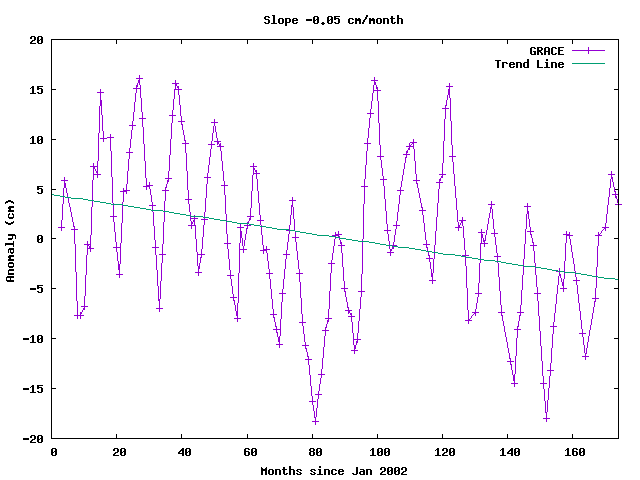 Slope -0.05 cm/month
GRACE
Trend Line
20
15
10
5
0
-5
-10
-15
-20
Anomaly (cm)
0 20 40 60 80 100 120 140 160
Months since Jan 2002